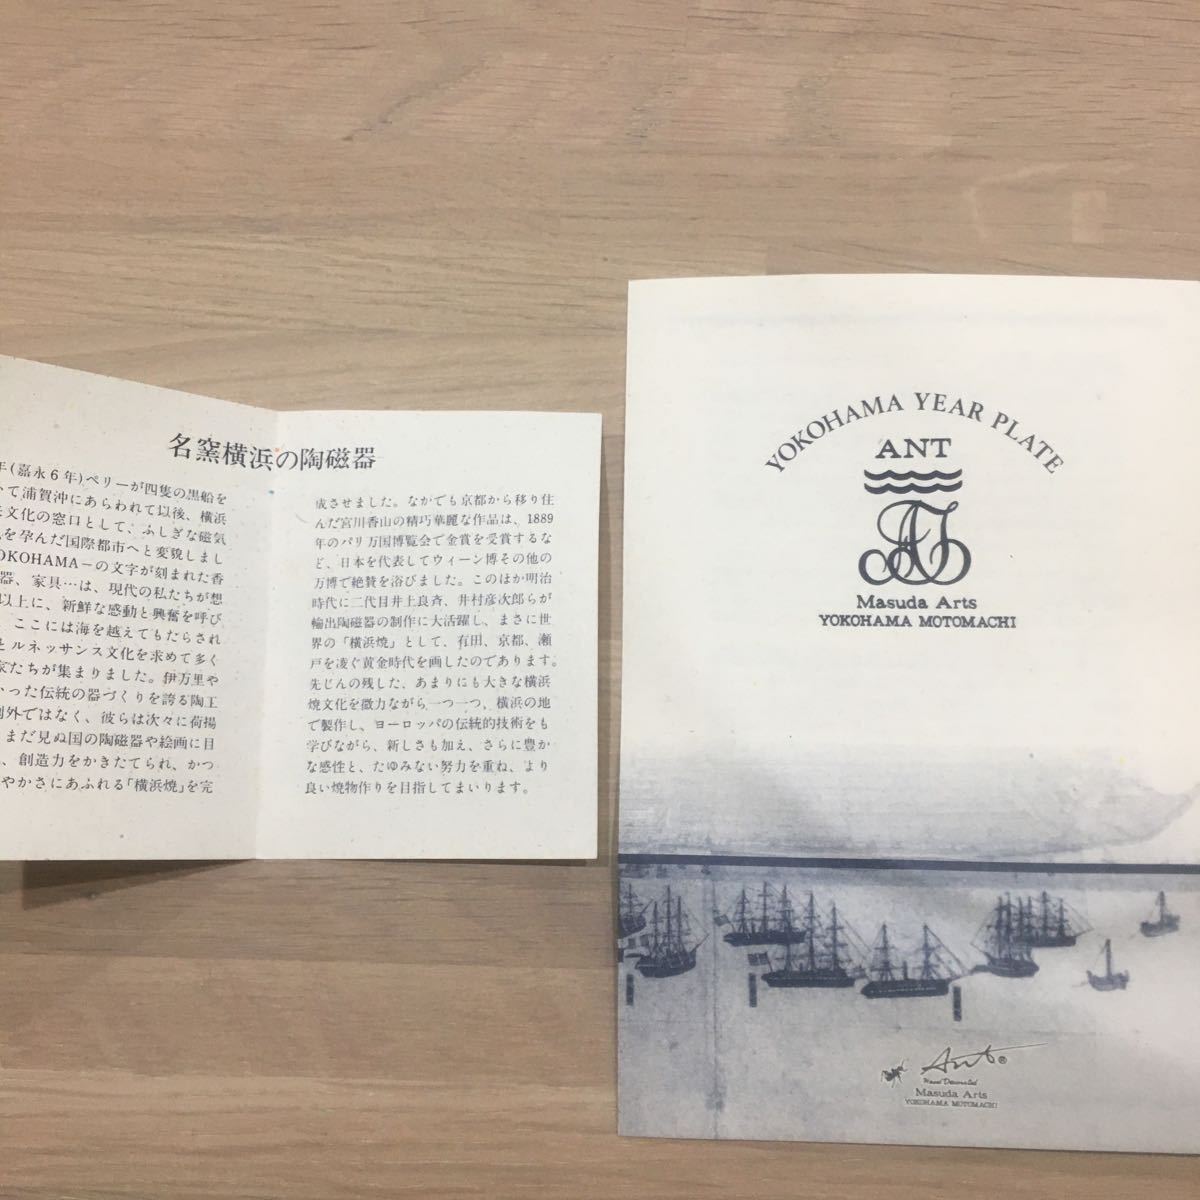 名窯横浜の陶磁器
年(嘉永6年)ペリーが四隻の黒船を
て浦賀沖にあらわれて以後、横浜
文化の窓口として、ふしぎな磁気
を孕んだ国際都市へと変貌しまし
OKOHAMA－の文字が刻まれた香
器、家具…は、現代の私たちが想
以上に、新鮮な感動と興奮を呼び
。ここには海を越えてもたらされ
とルネッサンス文化を求めて多く
家たちが集まりました。伊万里や
いった伝統の器づくりを誇る陶工
例外ではなく、彼らは次々に荷揚
まだ見ぬ国の陶磁器や絵画に目
、創造力をかきたてられ、かつ
やかさにあふれる「横浜焼」を完
成させました。なかでも京都から移り住
んだ宮川香山の精巧華麗な作品は、1889
年のパリ万国博覧会で金賞を受賞するな
ど、日本を代表してウィーン博その他の
万博で絶賛を浴びました。このほか明治
時代に二代目井上良斉、井村彦次郎らが
輸出陶磁器の制作に大活躍し、まさに世
界の「横浜焼」として、有田、京都、瀬
戸を凌ぐ黄金時代を画したのであります。
先じんの残した、あまりにも大きな横浜
焼文化を微力ながら一つ一つ、横浜の地
で製作し、ヨーロッパの伝統的技術をも
学びながら、新しさも加え、さらに豊か
な感性と、たゆみない努力を重ね、より
良い焼物作りを目指してまいります。
YOKOHAMA YEAR PLATE
ANT
Masuda Arts
YOKOHAMA MOTOMACHI
Ant®
Hand Decorated
Masuda Arts
YOKOHAMA MOTOMACHI